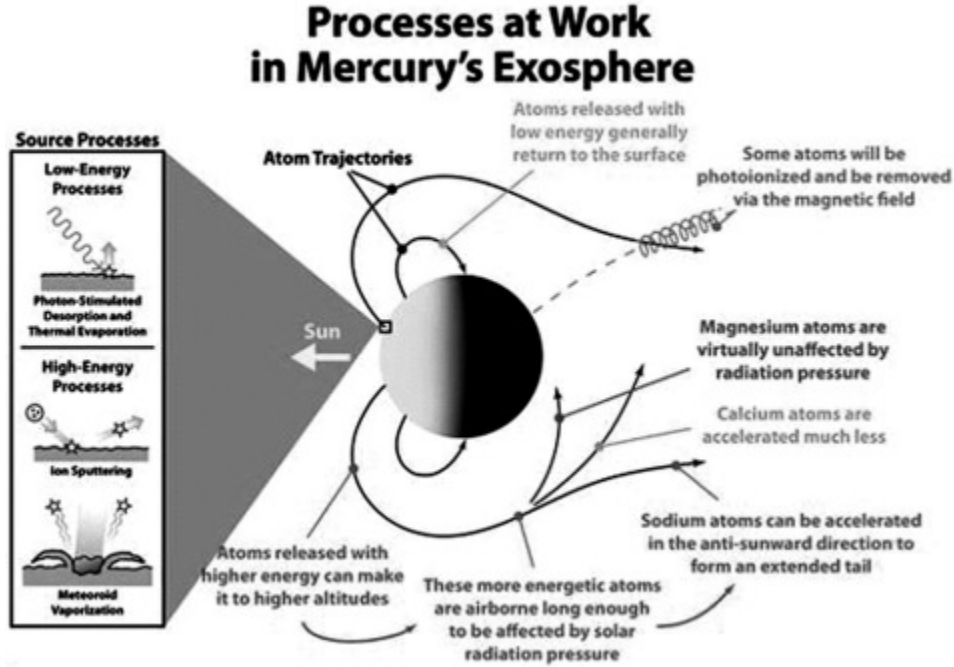 Processes at Work
in Mercury's Exosphere
Source Processes
Low-Energy
Processes
Photon-Stimulated
Desorption and
Thermal Evaporation
High-Energy
Processes
Ion Sputtering
Meteoroid
Vaporization
Atom Trajectories
Atoms released with
low energy generally
return to the surface
Some atoms will be
photoionized and be removed
via the magnetic field
Sun
Magnesium atoms are
virtually unaffected by
radiation pressure
Calcium atoms are
accelerated much less
Sodium atoms can be accelerated
in the anti-sunward direction to
form an extended tail
Atoms released with
higher energy can make
it to higher altitudes
These more energetic atoms
are airborne long enough
to be affected by solar
radiation pressure